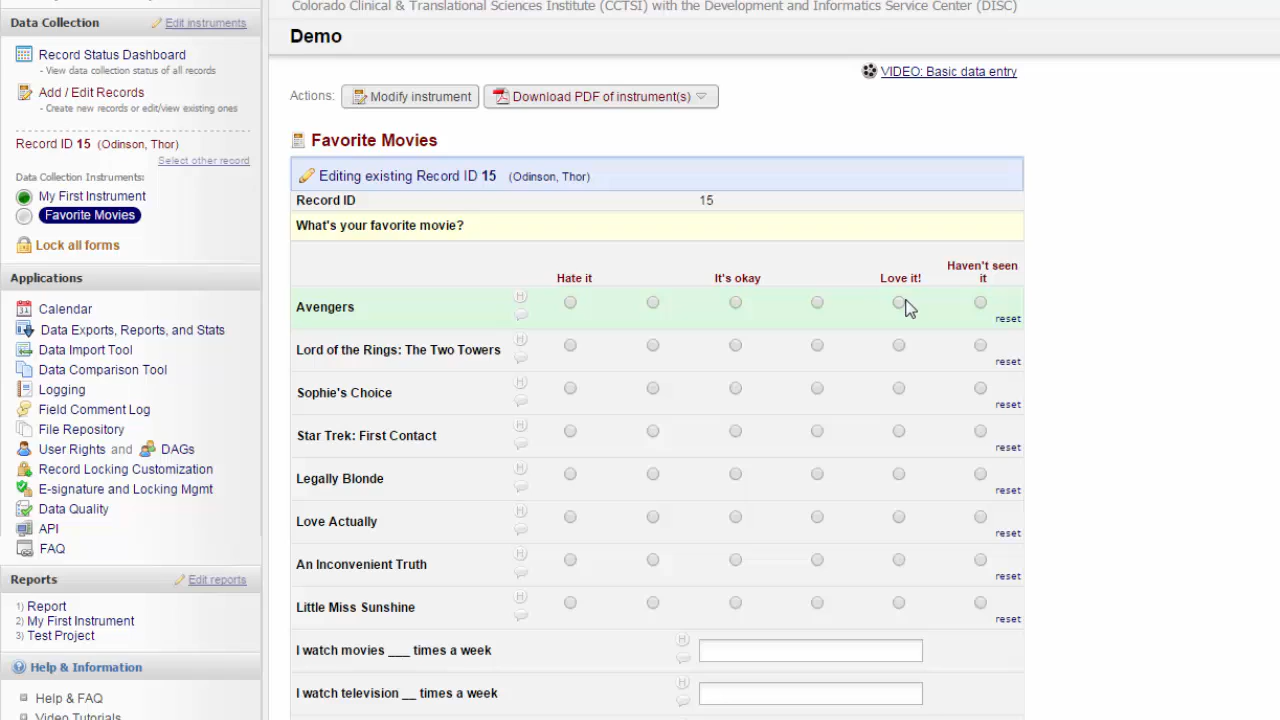 Colorado Clinical & Translational Sciences Institute (CCTSI) with the Development and Informatics Service Center (DISC)
Data Collection
Edit instruments
Record Status Dashboard
- View data collection status of all records
Add / Edit Records
- Create new records or edit/view existing ones
Record ID 15 (Odinson, Thor)
Select other record
Data Collection Instruments:
My First Instrument
Favorite Movies
Lock all forms
Applications
Calendar
Data Exports, Reports, and Stats
Data Import Tool
Data Comparison Tool
Logging
Field Comment Log
File Repository
User Rights and DAGs
Record Locking Customization
E-signature and Locking Mgmt
Data Quality
API
FAQ
Reports
Edit reports
1) Report
2) My First Instrument
3) Test Project
Help & Information
Help & FAQ
Video Tutorials
Demo
VIDEO: Basic data entry
Actions: Modify instrument Download PDF of instrument(s)
Favorite Movies
Editing existing Record ID 15 (Odinson, Thor)
Record ID 15
What's your favorite movie?
Hate it It's okay Love it! Haven't seen it
Avengers H reset
Lord of the Rings: The Two Towers H reset
Sophie's Choice H reset
Star Trek: First Contact H reset
Legally Blonde H reset
Love Actually H reset
An Inconvenient Truth H reset
Little Miss Sunshine H reset
I watch movies ___ times a week H
I watch television __ times a week H